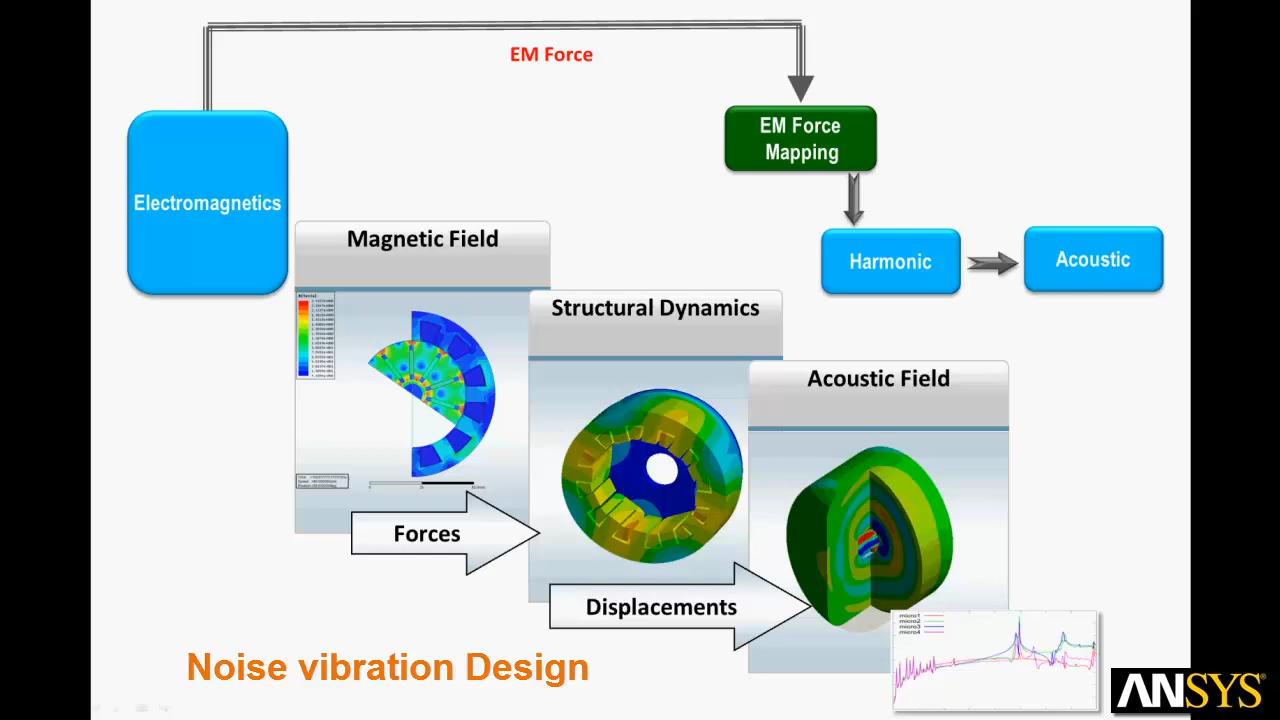 EM Force
EM Force
Mapping
Electromagnetics
Magnetic Field
Harmonic
Acoustic
Structural Dynamics
Acoustic Field
Forces
Displacements
micro1
micro2
micro3
micro4
Noise vibration Design
ANSYS